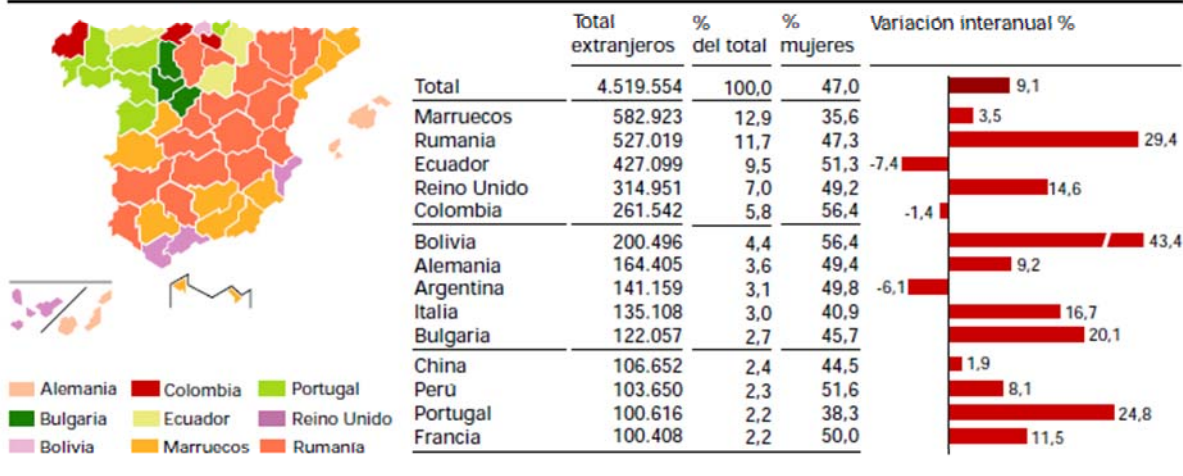 Total extranjeros % del total % mujeres Variación interanual %
Total 4.519.554 100,0 47,0 9,1
Marruecos 582.923 12,9 35,6 3,5
Rumania 527.019 11,7 47,3 29,4
Ecuador 427.099 9,5 51,3 -7,4
Reino Unido 314.951 7,0 49,2 14,6
Colombia 261.542 5,8 56,4 -1,4
Bolivia 200.496 4,4 56,4 43,4
Alemania 164.405 3,6 49,4 9,2
Argentina 141.159 3,1 49,8 -6,1
Italia 135.108 3,0 40,9 16,7
Bulgaria 122.057 2,7 45,7 20,1
China 106.652 2,4 44,5 1,9
Perú 103.650 2,3 51,6 8,1
Portugal 100.616 2,2 38,3 24,8
Francia 100.408 2,2 50,0 11,5
Alemania Colombia Portugal
Bulgaria Ecuador Reino Unido
Bolivia Marruecos Rumanía